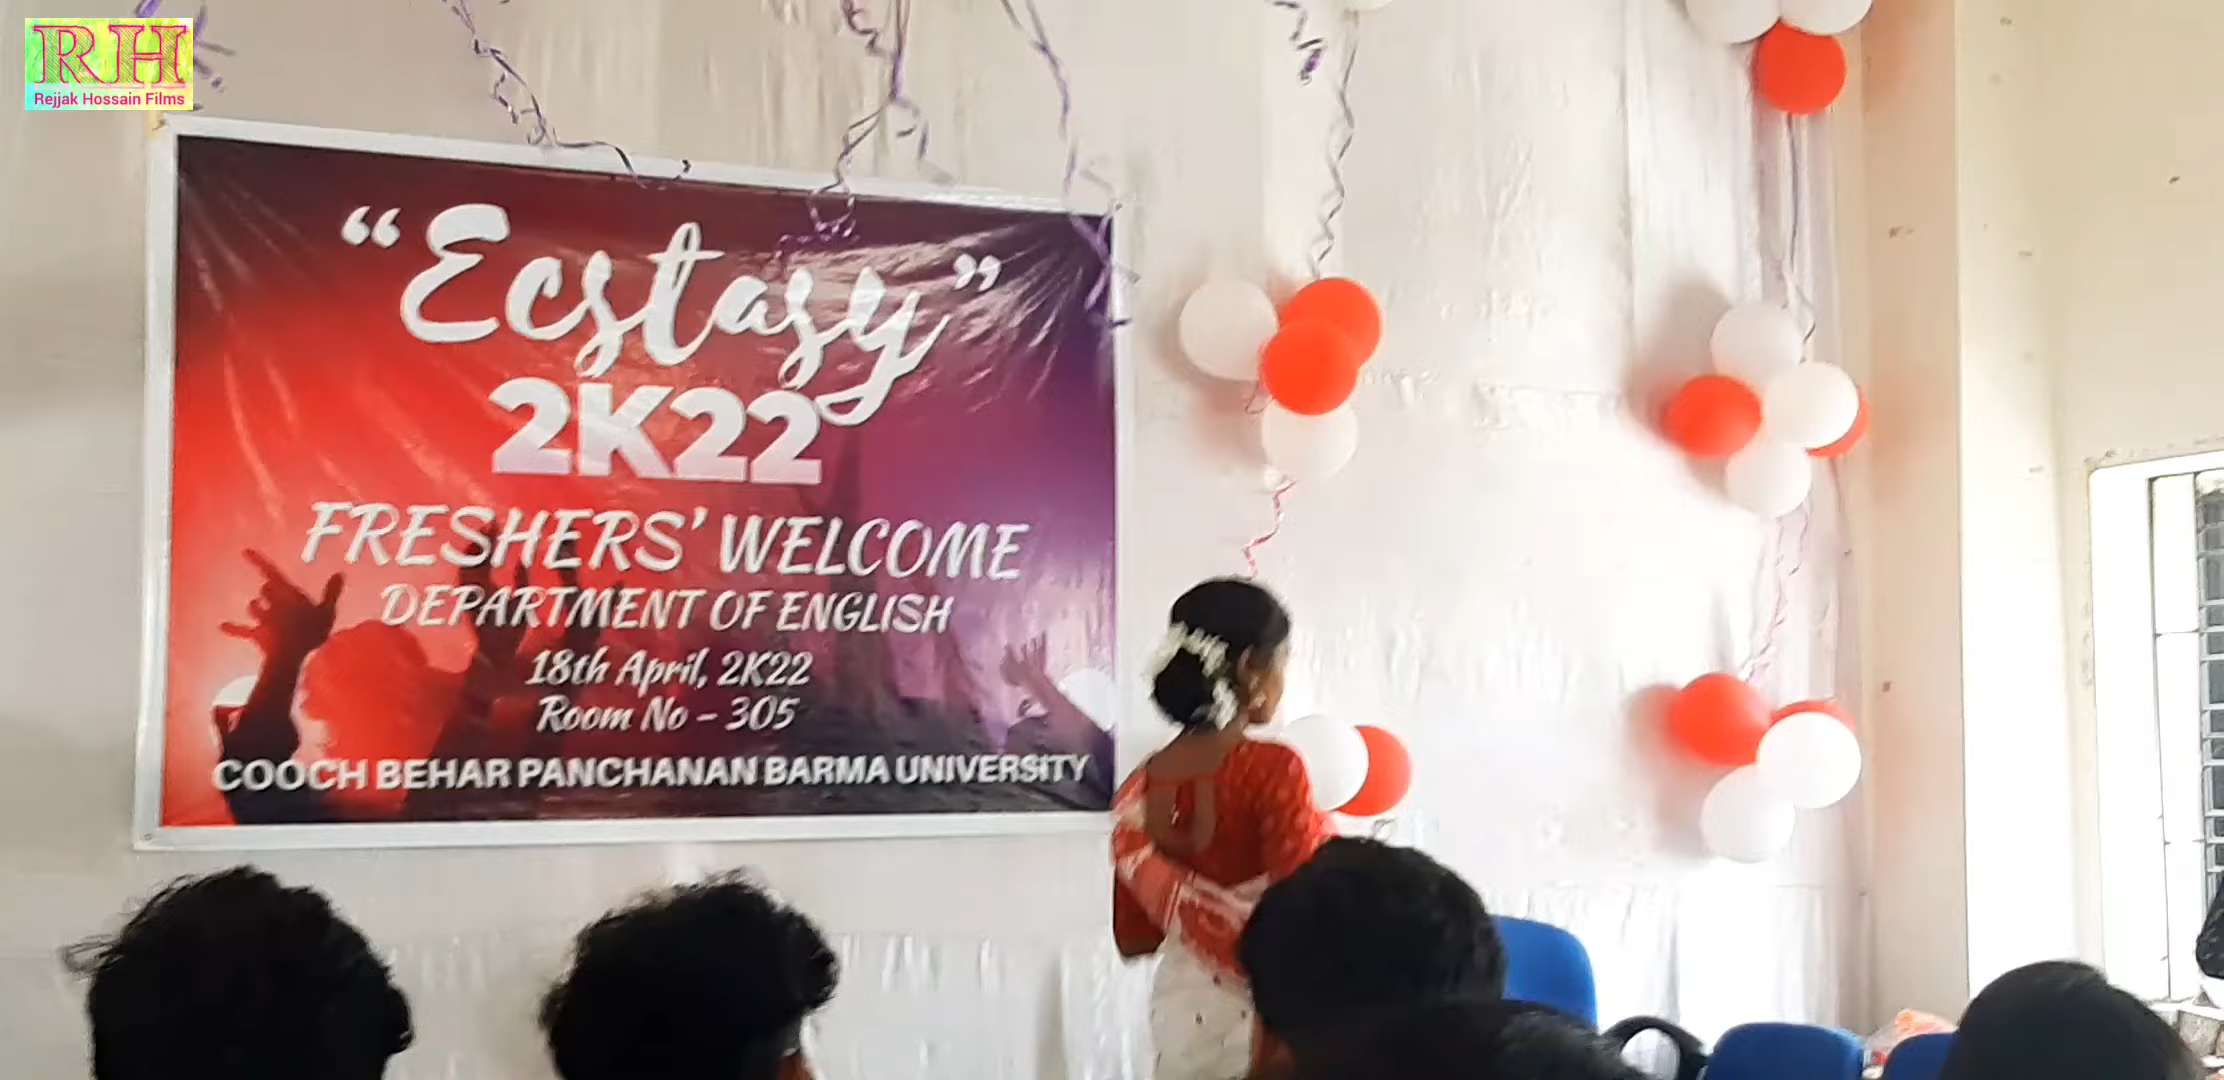 RH
Rejjak Hossain Films
"Ecstasy"
2K22
FRESHERS' WELCOME
DEPARTMENT OF ENGLISH
18th April, 2K22
Room No - 305
COOCH BEHAR PANCHANAN BARMA UNIVERSITY